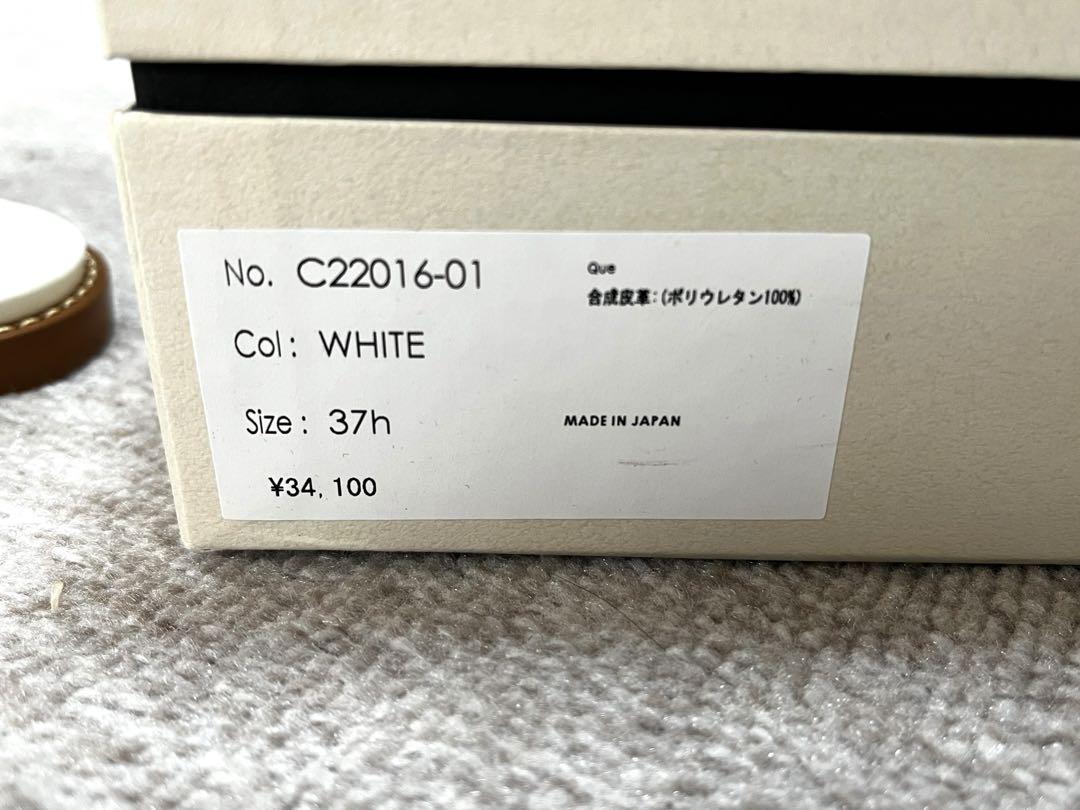 No. C22016-01
Que
合成皮革:(ポリウレタン100%)
Col: WHITE
Size: 37h
MADE IN JAPAN
¥34,100